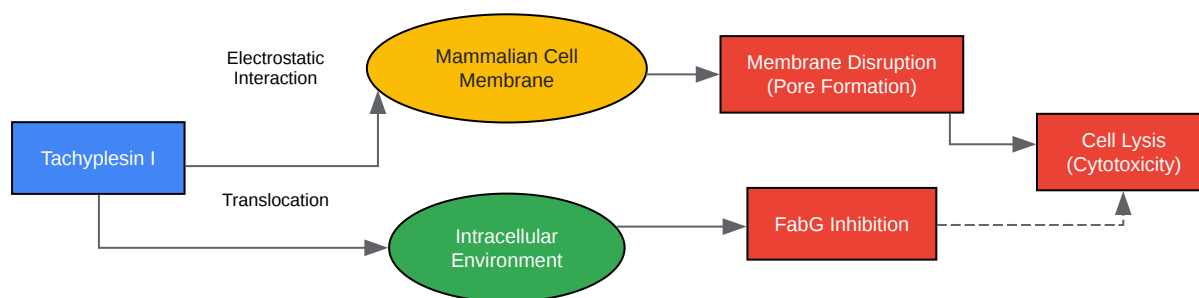 Electrostatic
Interaction
Mammalian Cell
Membrane
Membrane Disruption
(Pore Formation)
Tachyplesin I
Cell Lysis
(Cytotoxicity)
Translocation
Intracellular
Environment
FabG Inhibition